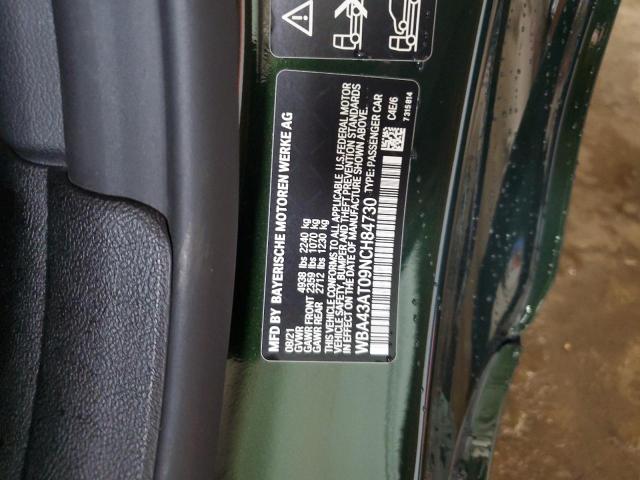 MFD BY BAYERISCHE MOTOREN WERKE AG
08/21
GVWR 4938 lbs 2240 kg
GAWR FRONT 2359 lbs 1070 kg
GAWR REAR 2712 lbs 1230 kg
THIS VEHICLE CONFORMS TO ALL APPLICABLE U.S.FEDERAL MOTOR
VEHICLE SAFETY, BUMPER, AND THEFT PREVENTION STANDARDS
IN EFFECT ON THE DATE OF MANUFACTURE SHOWN ABOVE.
WBA43AT09NCH84730 TYPE: PASSENGER CAR
C4E/6
7315814